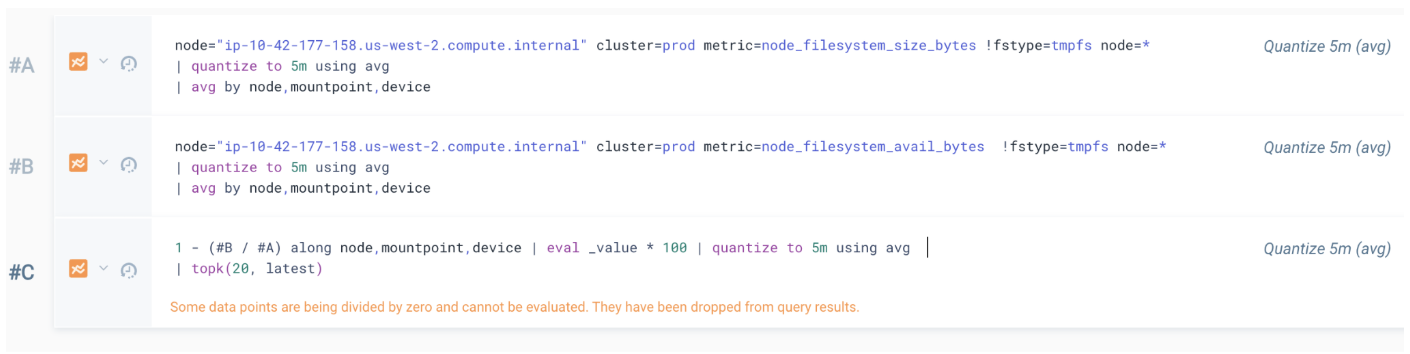 #A
node="ip-10-42-177-158.us-west-2.compute.internal" cluster=prod metric=node_filesystem_size_bytes !fstype=tmpfs node=*
Quantize 5m (avg)
| quantize to 5m using avg
| avg by node,mountpoint,device
#B
node="ip-10-42-177-158.us-west-2.compute.internal" cluster=prod metric=node_filesystem_avail_bytes  !fstype=tmpfs node=*
Quantize 5m (avg)
| quantize to 5m using avg
| avg by node,mountpoint,device
#C
1 - (#B / #A) along node,mountpoint,device | eval _value * 100 | quantize to 5m using avg
Quantize 5m (avg)
| topk(20, latest)
Some data points are being divided by zero and cannot be evaluated. They have been dropped from query results.